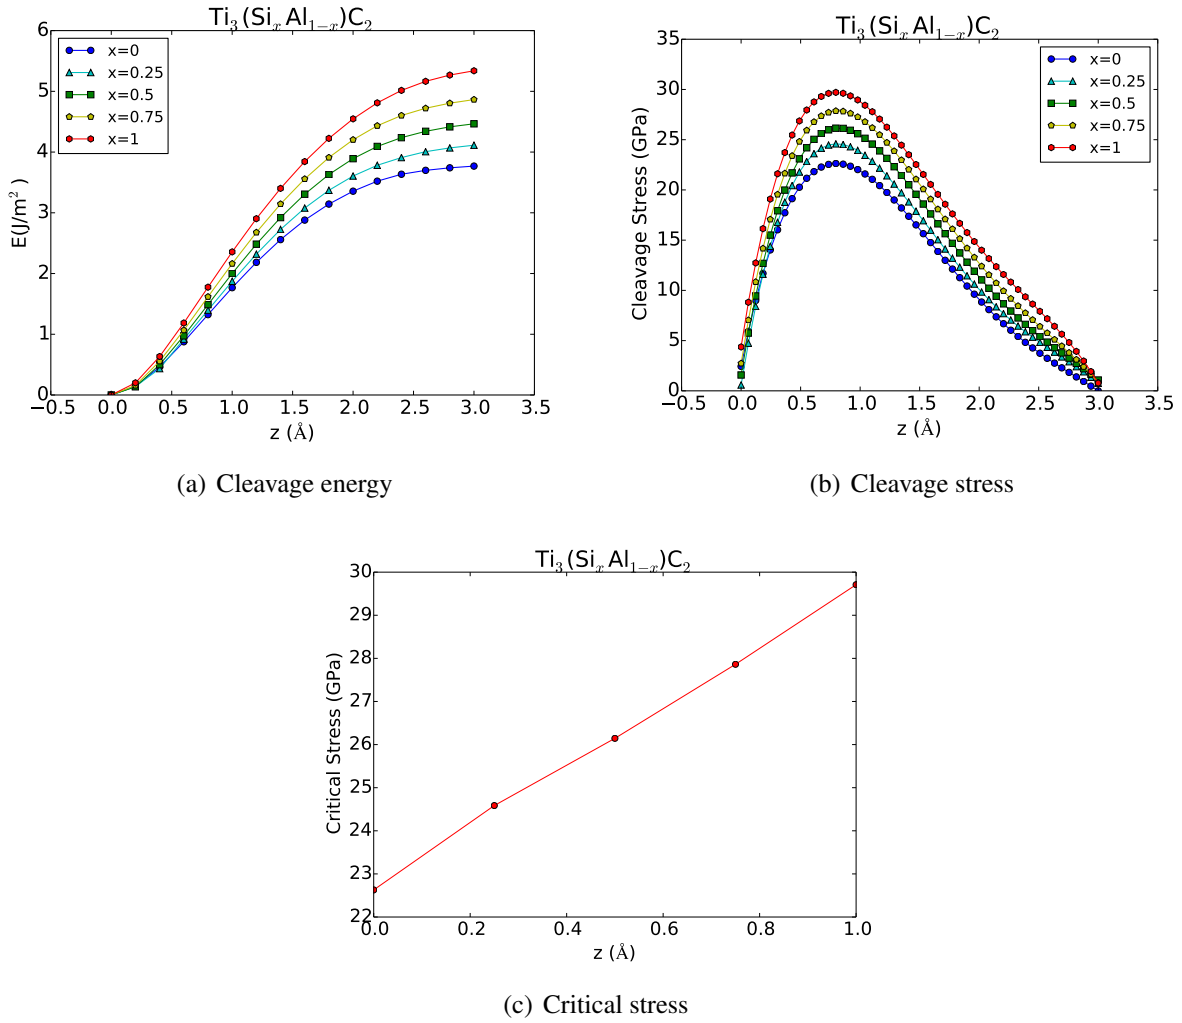 Ti3(SixAl1−x)C2
6
5
4
3
2
1
0
E(J/m2)
x=0
x=0.25
x=0.5
x=0.75
x=1
−0.5 0.0 0.5 1.0 1.5 2.0 2.5 3.0 3.5
z (Å)
(a) Cleavage energy
Ti3(SixAl1−x)C2
35
30
25
20
15
10
5
0
Cleavage Stress (GPa)
x=0
x=0.25
x=0.5
x=0.75
x=1
−0.5 0.0 0.5 1.0 1.5 2.0 2.5 3.0 3.5
z (Å)
(b) Cleavage stress
Ti3(SixAl1−x)C2
30
29
28
27
26
25
24
23
22
Critical Stress (GPa)
0.0 0.2 0.4 0.6 0.8 1.0
z (Å)
(c) Critical stress